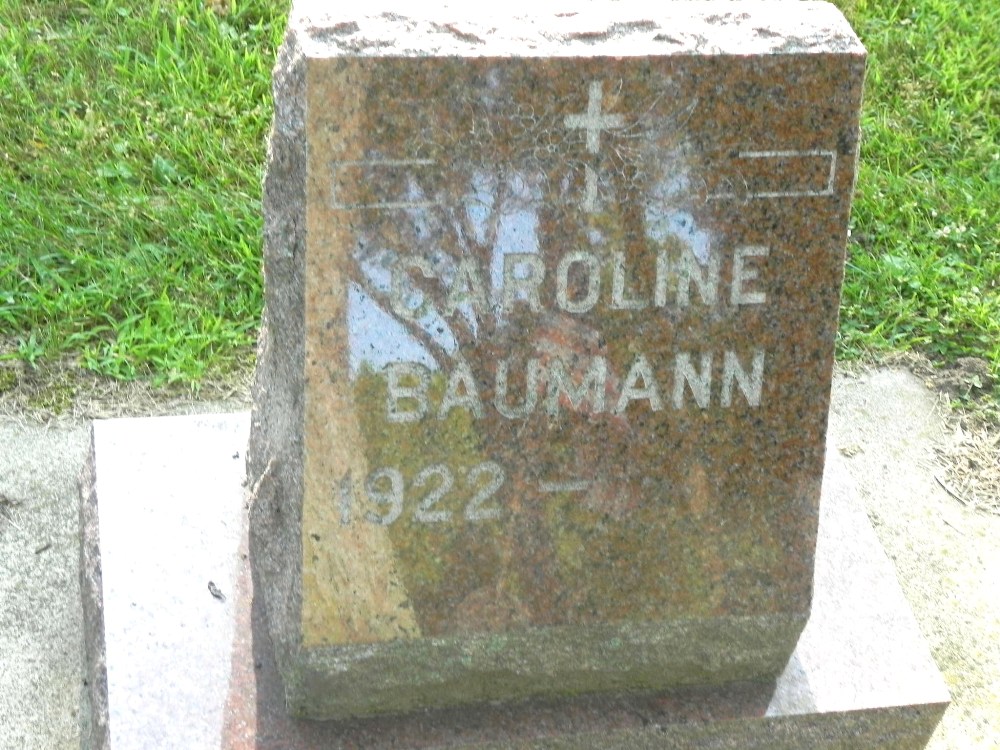 CAROLINE
BAUMANN
1922 –